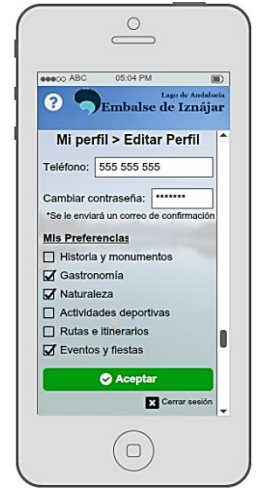 ABC 05:04 PM
?
Lago de Andalucía
Embalse de Iznájar
Mi perfil > Editar Perfil
Teléfono: 555 555 555
Cambiar contraseña: *******
*Se le enviará un correo de confirmación
Mis Preferencias
Historia y monumentos
Gastronomía
Naturaleza
Actividades deportivas
Rutas e itinerarios
Eventos y fiestas
Aceptar
Cerrar sesión